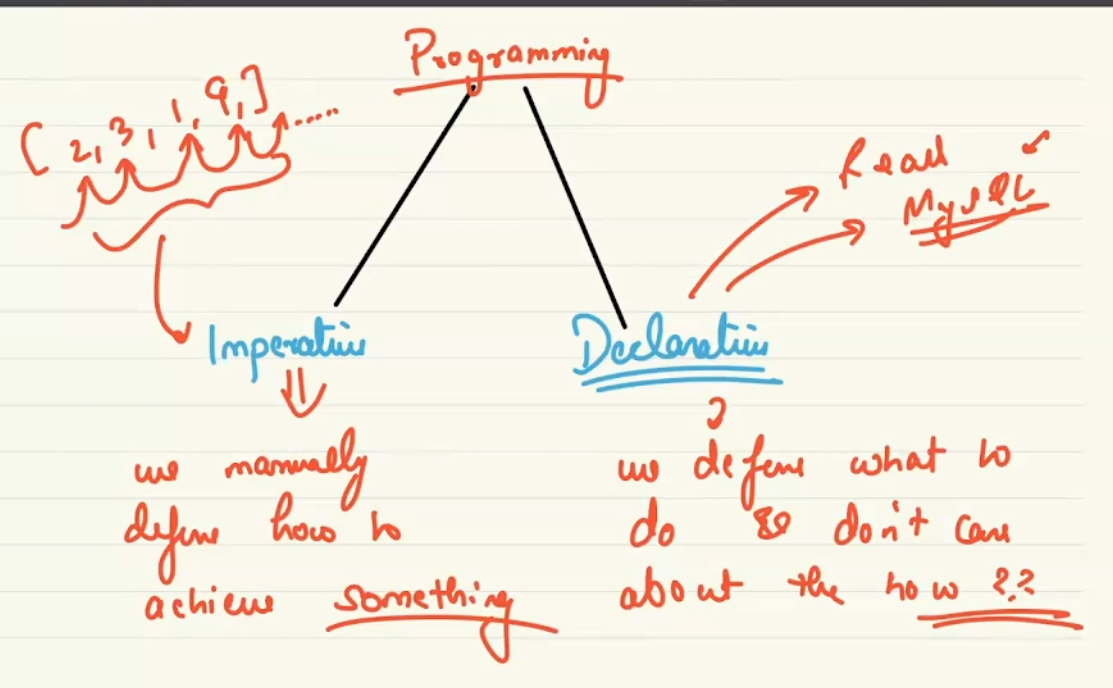 Programming
[2, 3, 1, 9,] ......
React
MySQL
Imperative
Declarative
we manually
define how to
achieve something
we define what to
do & don't care
about the how ??